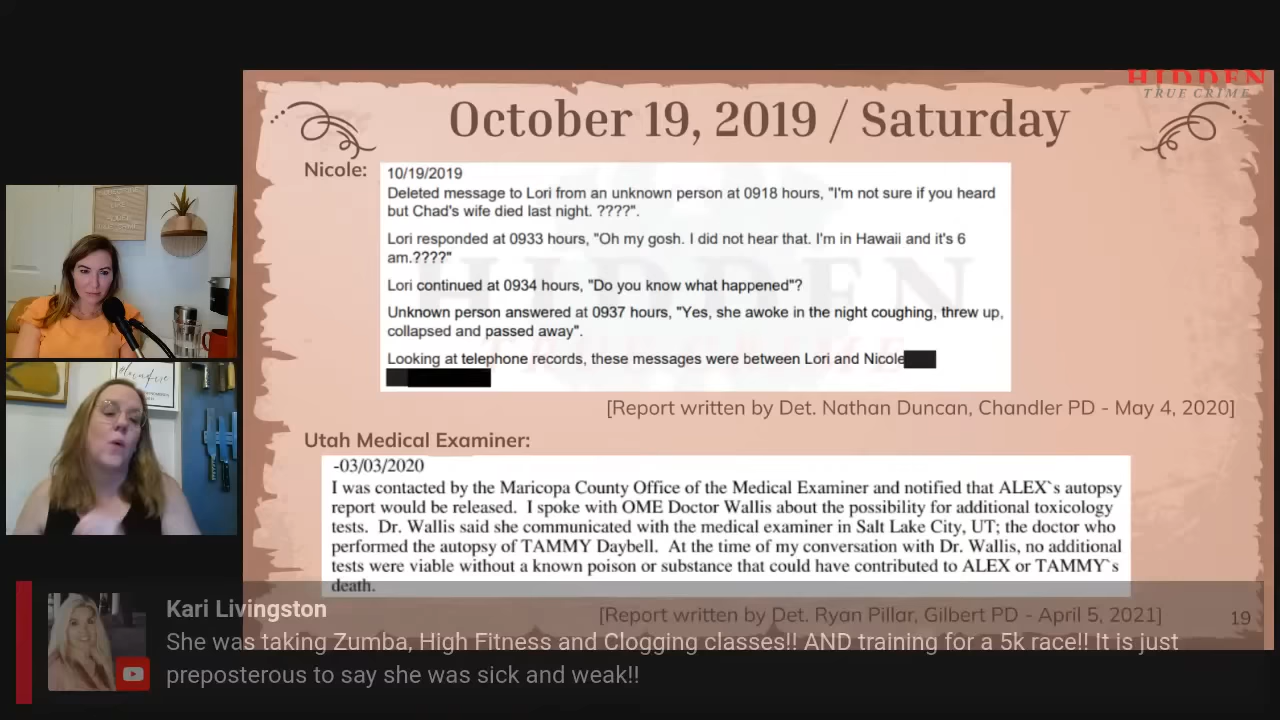 HIDDEN
TRUE CRIME
October 19, 2019 / Saturday
Nicole:
10/19/2019
Deleted message to Lori from an unknown person at 0918 hours, "I'm not sure if you heard
but Chad's wife died last night. ????".
Lori responded at 0933 hours, "Oh my gosh. I did not hear that. I'm in Hawaii and it's 6
am.????"
Lori continued at 0934 hours, "Do you know what happened"?
Unknown person answered at 0937 hours, "Yes, she awoke in the night coughing, threw up,
collapsed and passed away".
Looking at telephone records, these messages were between Lori and Nicole
[Report written by Det. Nathan Duncan, Chandler PD - May 4, 2020]
Utah Medical Examiner:
-03/03/2020
I was contacted by the Maricopa County Office of the Medical Examiner and notified that ALEX`s autopsy
report would be released.  I spoke with OME Doctor Wallis about the possibility for additional toxicology
tests.  Dr. Wallis said she communicated with the medical examiner in Salt Lake City, UT; the doctor who
performed the autopsy of TAMMY Daybell.  At the time of my conversation with Dr. Wallis, no additional
tests were viable without a known poison or substance that could have contributed to ALEX or TAMMY`s
death.
[Report written by Det. Ryan Pillar, Gilbert PD - April 5, 2021]
19
Kari Livingston
She was taking Zumba, High Fitness and Clogging classes!! AND training for a 5k race!! It is just
preposterous to say she was sick and weak!!